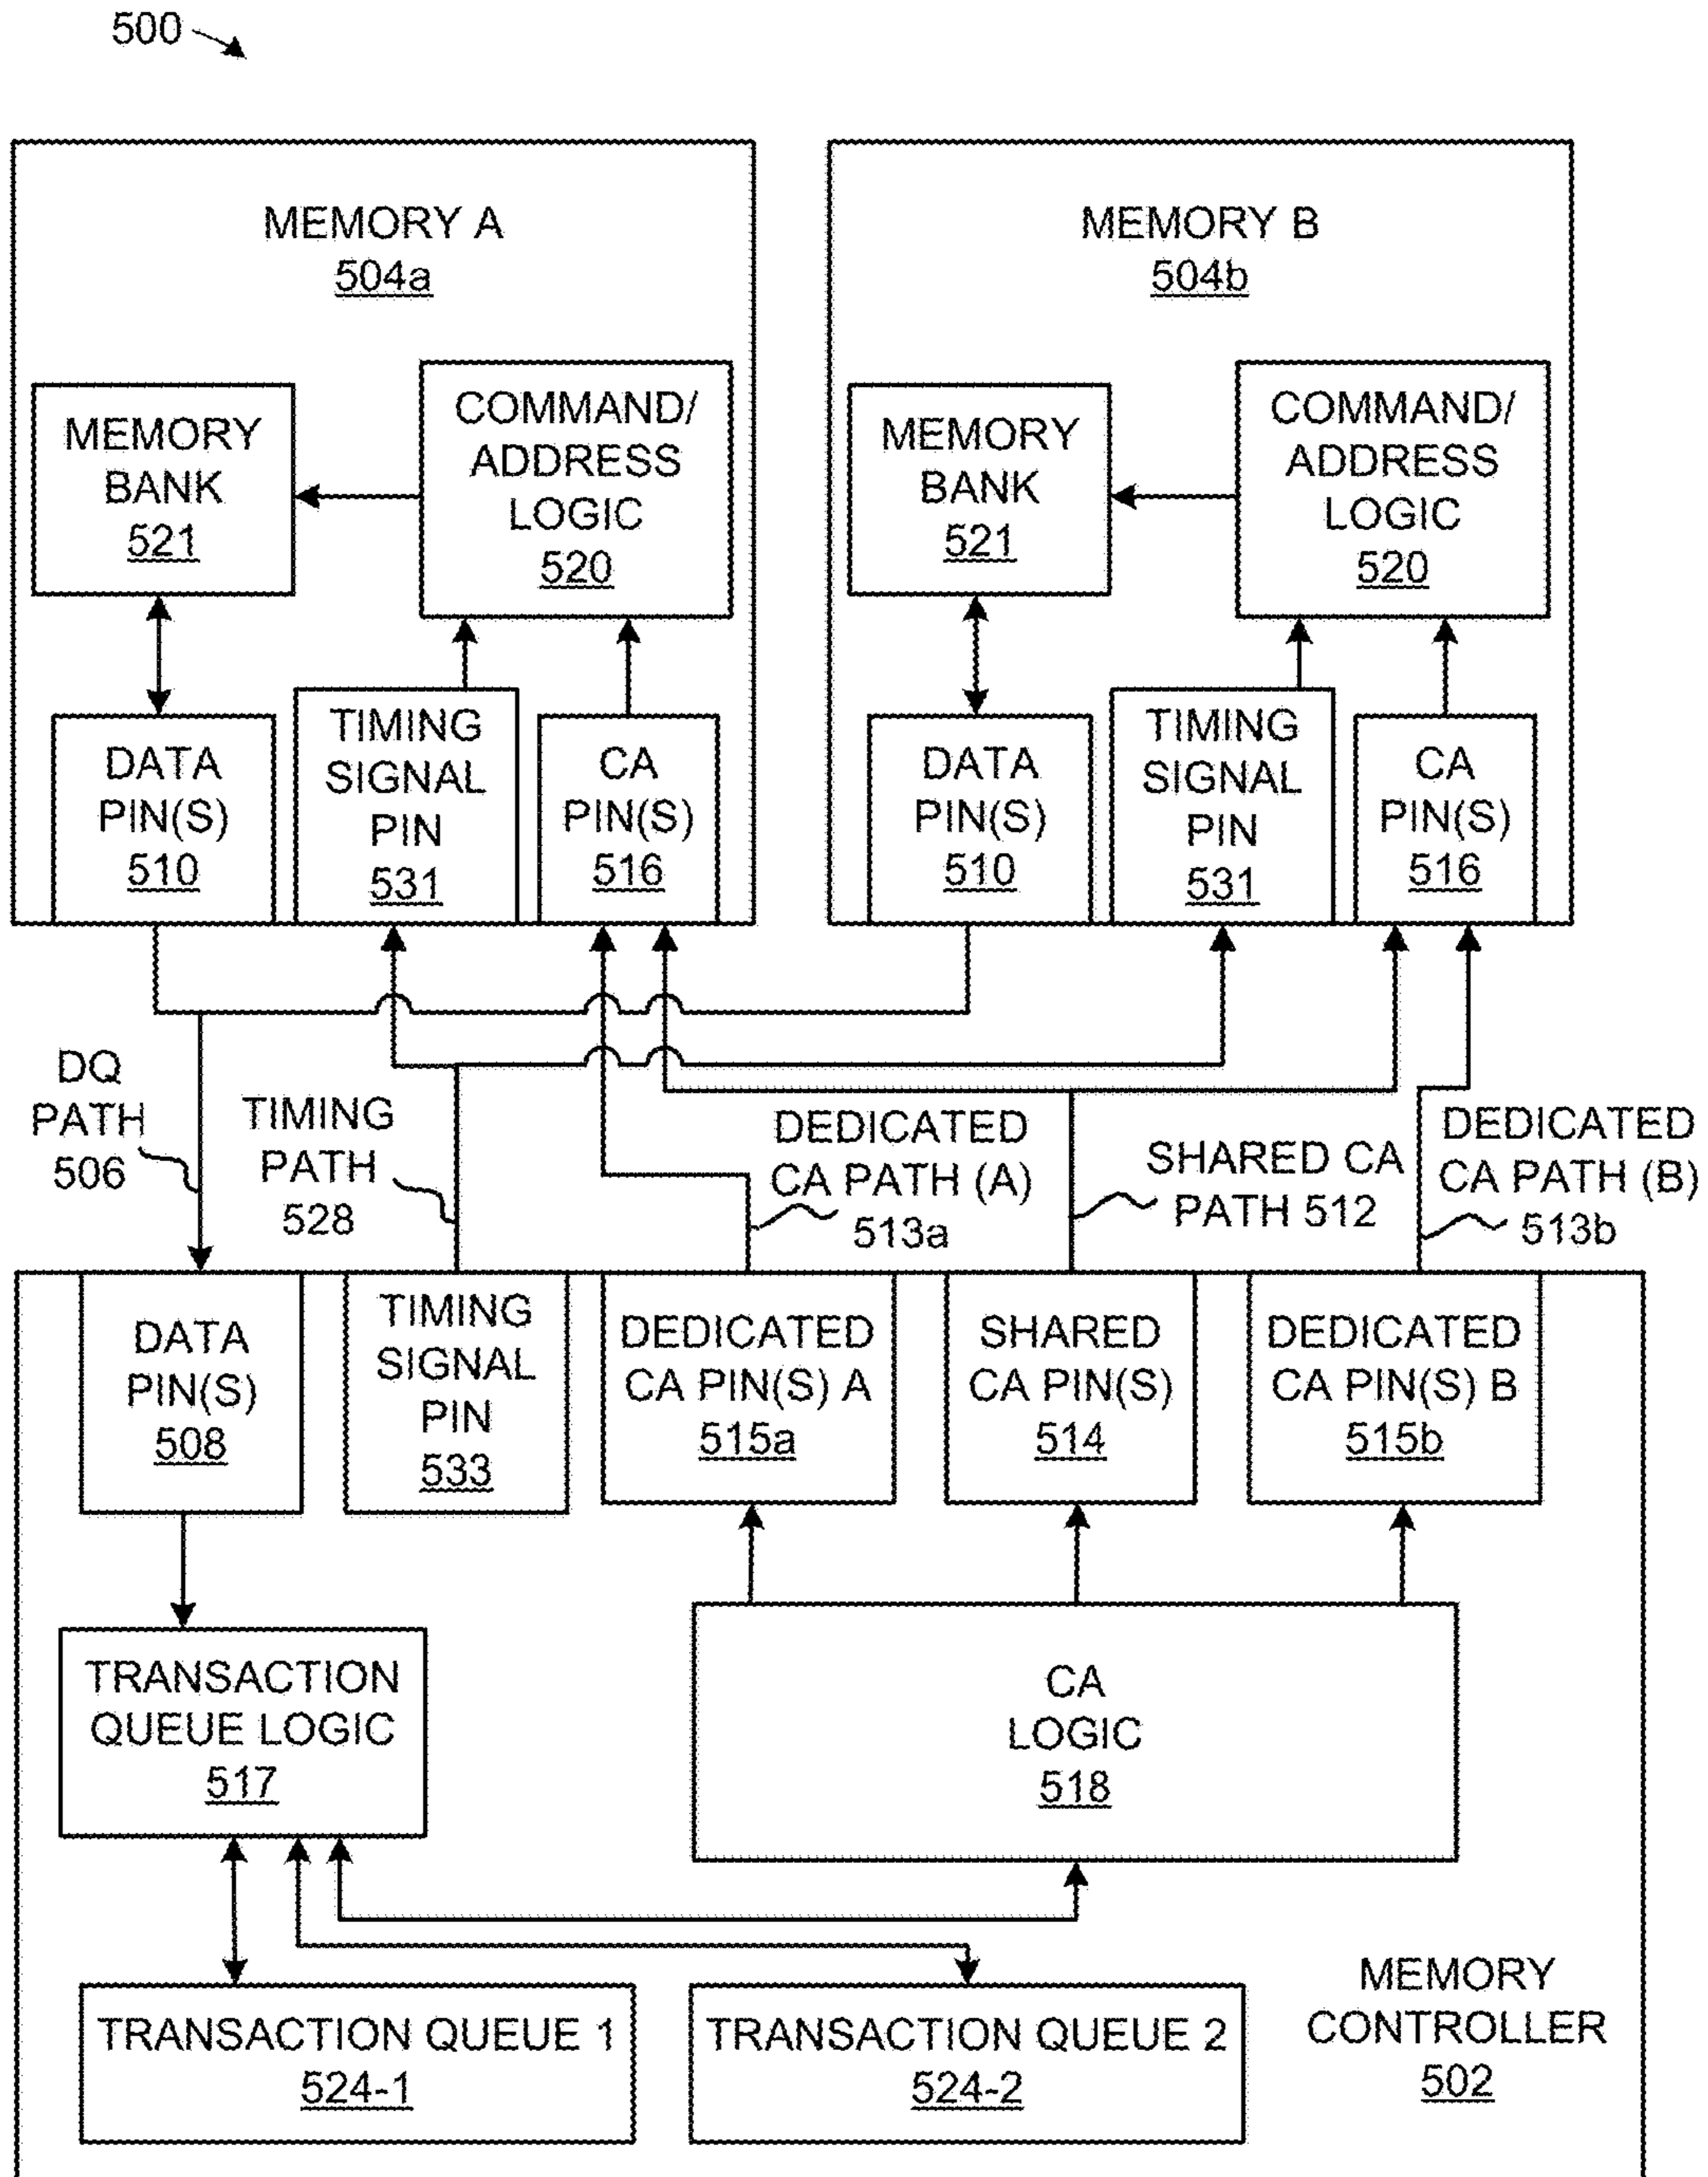 500
MEMORY A
504a
MEMORY B
504b
MEMORY
BANK
521
COMMAND/
ADDRESS
LOGIC
520
MEMORY
BANK
521
COMMAND/
ADDRESS
LOGIC
520
DATA
PIN(S)
510
TIMING
SIGNAL
PIN
531
CA
PIN(S)
516
DATA
PIN(S)
510
TIMING
SIGNAL
PIN
531
CA
PIN(S)
516
DQ
PATH
506
TIMING
PATH
528
DEDICATED
CA PATH (A)
513a
SHARED CA
PATH 512
DEDICATED
CA PATH (B)
513b
DATA
PIN(S)
508
TIMING
SIGNAL
PIN
533
DEDICATED
CA PIN(S) A
515a
SHARED
CA PIN(S)
514
DEDICATED
CA PIN(S) B
515b
TRANSACTION
QUEUE LOGIC
517
CA
LOGIC
518
TRANSACTION QUEUE 1
524-1
TRANSACTION QUEUE 2
524-2
MEMORY
CONTROLLER
502